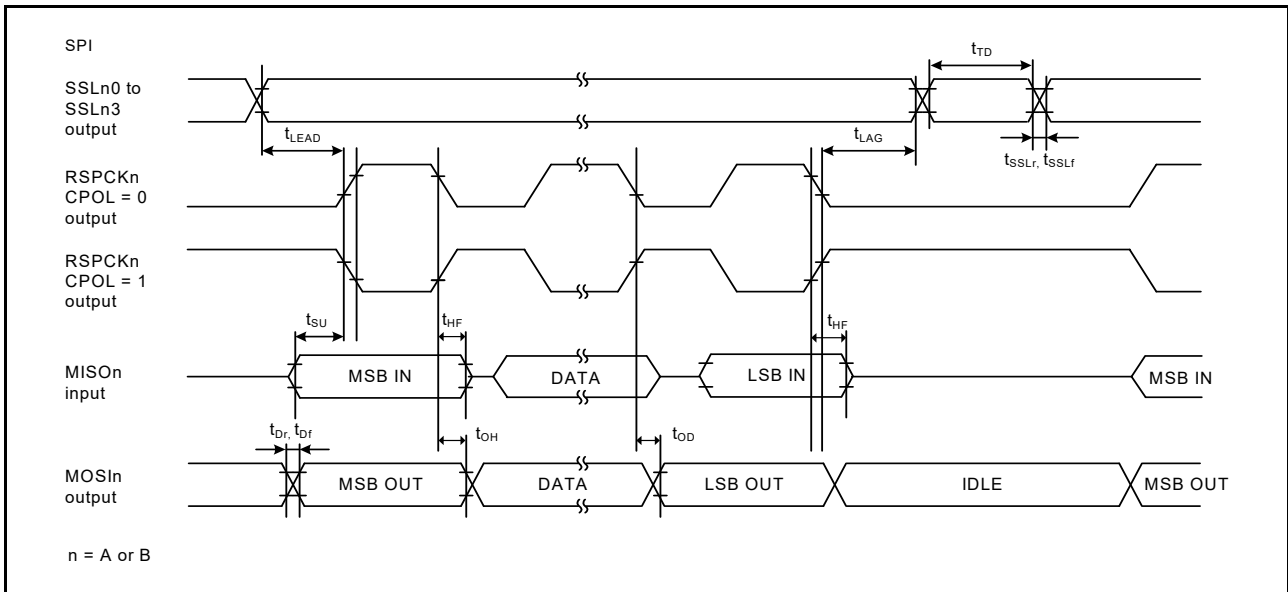 SPI
SSLn0 to
SSLn3
output
tTD
tLEAD
tLAG
tSSLr, tSSLf
RSPCKn
CPOL = 0
output
RSPCKn
CPOL = 1
output
tSU
tHF
tHF
MISOn
input
MSB IN
DATA
LSB IN
MSB IN
tDr, tDf
tOH
tOD
MOSIn
output
MSB OUT
DATA
LSB OUT
IDLE
MSB OUT
n = A or B